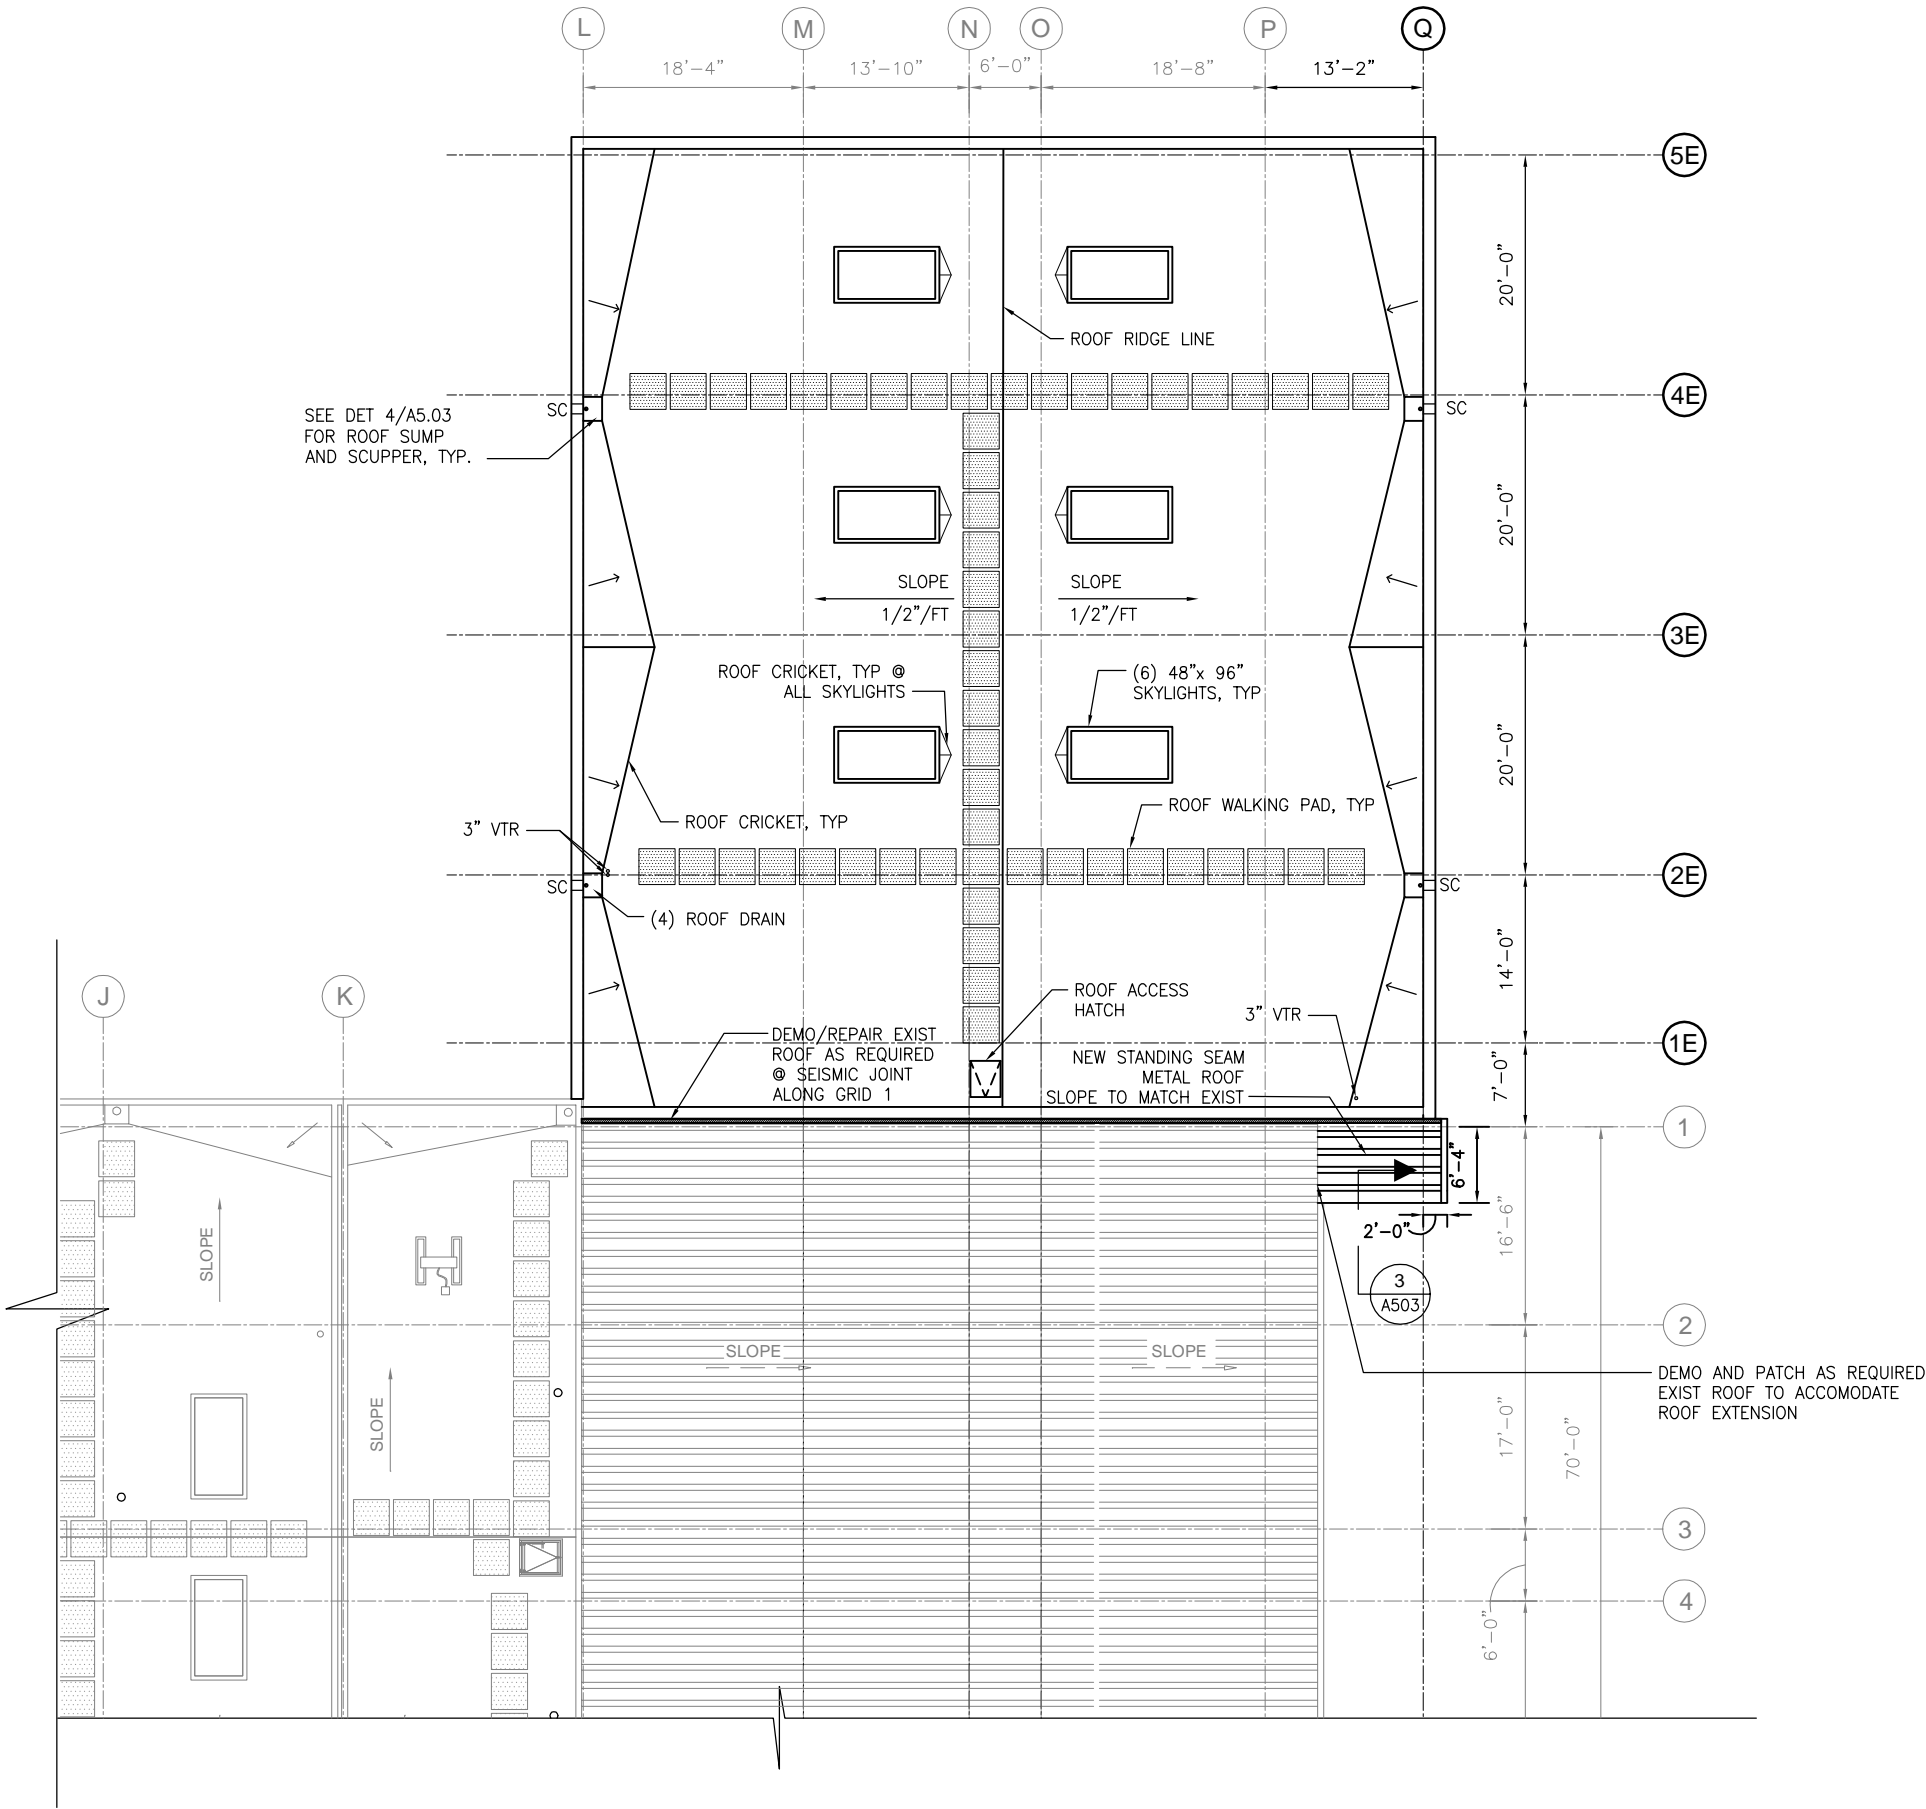 L
M
N
O
P
Q
18'-4"
13'-10"
6'-0"
18'-8"
13'-2"
5E
20'-0"
ROOF RIDGE LINE
4E
SC
SC
SEE DET 4/A5.03
FOR ROOF SUMP
AND SCUPPER, TYP.
20'-0"
SLOPE
1/2"/FT
SLOPE
1/2"/FT
3E
ROOF CRICKET, TYP @
ALL SKYLIGHTS
(6) 48"x 96"
SKYLIGHTS, TYP
20'-0"
ROOF WALKING PAD, TYP
ROOF CRICKET, TYP
3" VTR
2E
SC
SC
(4) ROOF DRAIN
14'-0"
J
K
ROOF ACCESS
HATCH
3" VTR
DEMO/REPAIR EXIST
ROOF AS REQUIRED
@ SEISMIC JOINT
ALONG GRID 1
1E
NEW STANDING SEAM
METAL ROOF
SLOPE TO MATCH EXIST
7'-0"
1
6'-4"
16'-6"
2'-0"
SLOPE
3
A503
2
SLOPE
SLOPE
SLOPE
DEMO AND PATCH AS REQUIRED
EXIST ROOF TO ACCOMODATE
ROOF EXTENSION
17'-0"
70'-0"
3
4
6'-0"